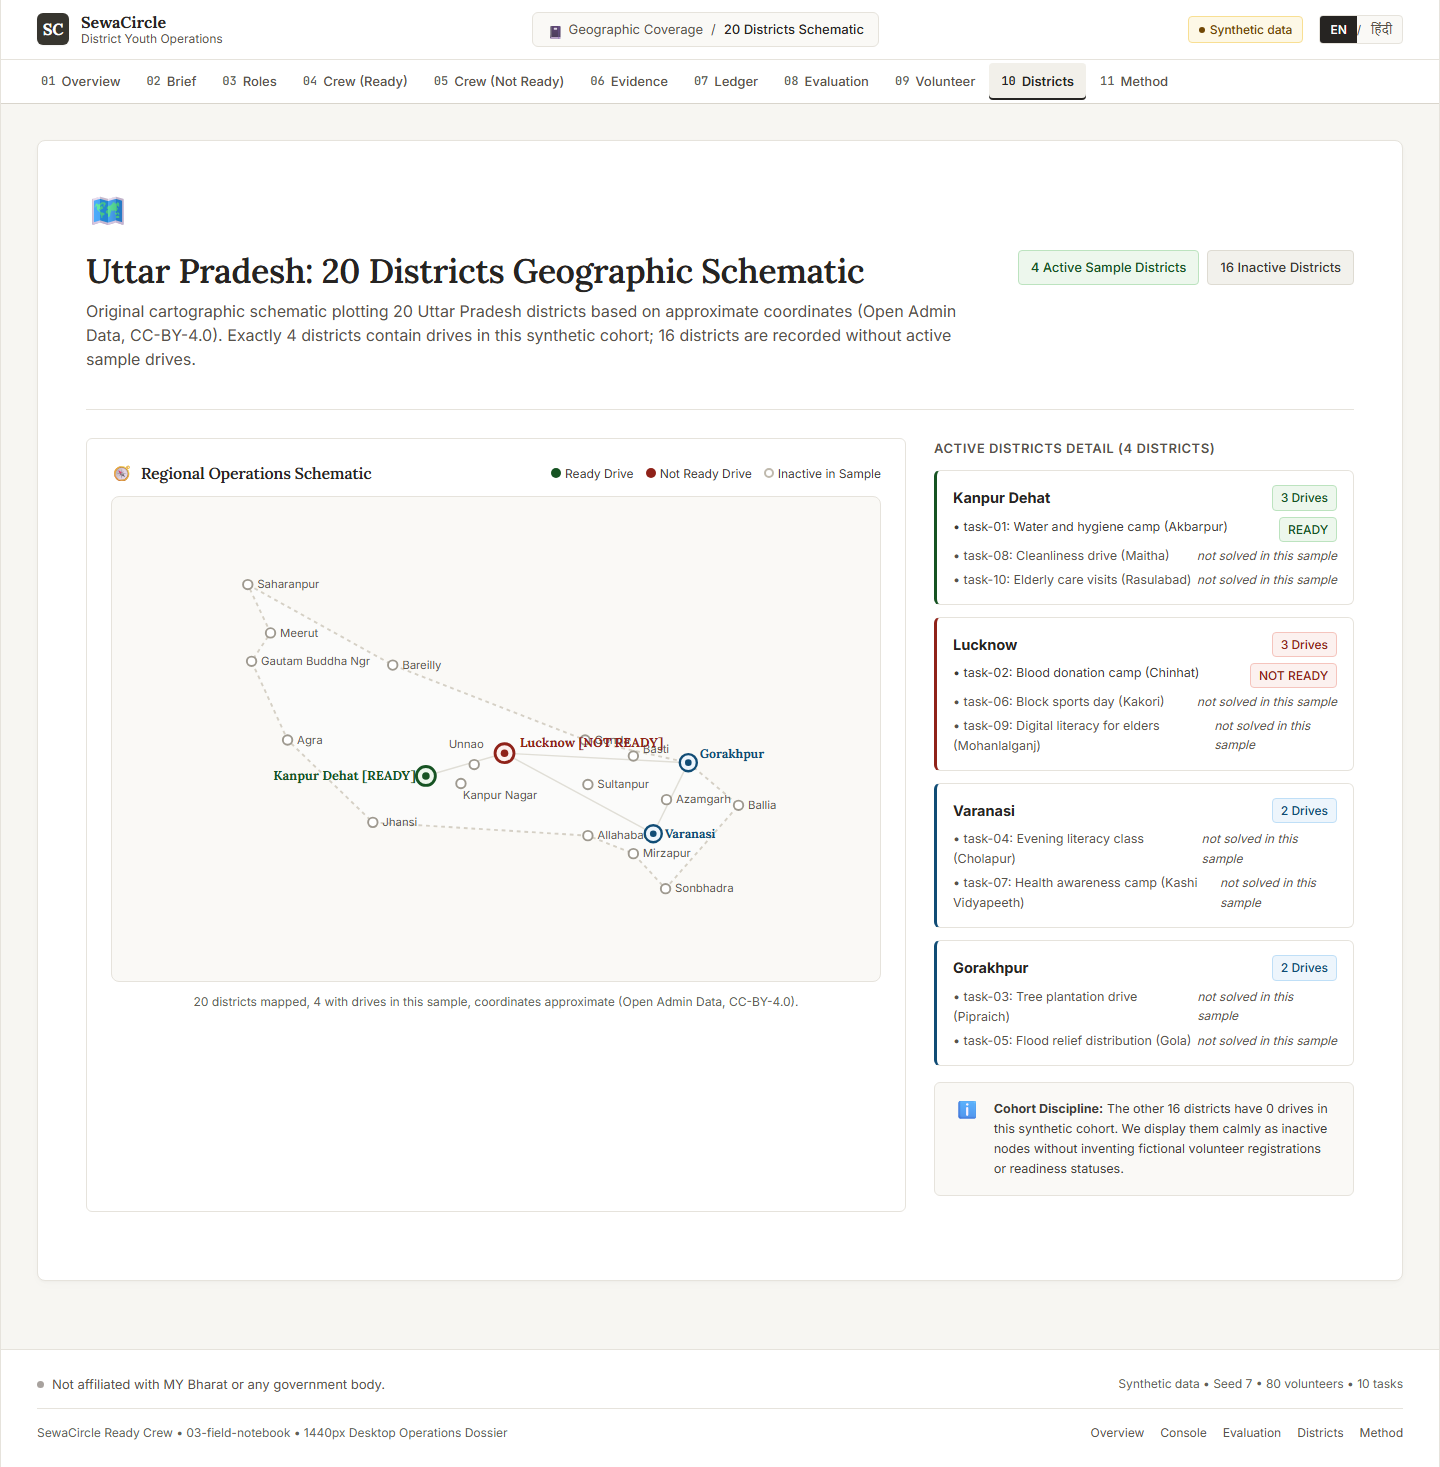 SC
SewaCircle
District Youth Operations
Geographic Coverage / 20 Districts Schematic
Synthetic data
EN / हिंदी
01 Overview
02 Brief
03 Roles
04 Crew (Ready)
05 Crew (Not Ready)
06 Evidence
07 Ledger
08 Evaluation
09 Volunteer
10 Districts
11 Method
Uttar Pradesh: 20 Districts Geographic Schematic
4 Active Sample Districts
16 Inactive Districts
Original cartographic schematic plotting 20 Uttar Pradesh districts based on approximate coordinates (Open Admin
Data, CC-BY-4.0). Exactly 4 districts contain drives in this synthetic cohort; 16 districts are recorded without active
sample drives.
Regional Operations Schematic
Ready Drive
Not Ready Drive
Inactive in Sample
Saharanpur
Meerut
Gautam Buddha Ngr
Bareilly
Agra
Unnao
Lucknow [NOT READY]
Basti
Gorakhpur
Kanpur Dehat [READY]
Kanpur Nagar
Sultanpur
Azamgarh
Ballia
Jhansi
Varanasi
Mirzapur
Sonbhadra
20 districts mapped, 4 with drives in this sample, coordinates approximate (Open Admin Data, CC-BY-4.0).
ACTIVE DISTRICTS DETAIL (4 DISTRICTS)
Kanpur Dehat
3 Drives
• task-01: Water and hygiene camp (Akbarpur)
READY
• task-08: Cleanliness drive (Maitha) not solved in this sample
• task-10: Elderly care visits (Rasulabad) not solved in this sample
Lucknow
3 Drives
• task-02: Blood donation camp (Chinhat)
NOT READY
• task-06: Block sports day (Kakori) not solved in this sample
• task-09: Digital literacy for elders
(Mohanlalganj)
not solved in this
sample
Varanasi
2 Drives
• task-04: Evening literacy class
(Cholapur)
not solved in this
sample
• task-07: Health awareness camp (Kashi
Vidyapeeth)
not solved in this
sample
Gorakhpur
2 Drives
• task-03: Tree plantation drive
(Pipraich)
not solved in this
sample
• task-05: Flood relief distribution (Gola) not solved in this sample
Cohort Discipline: The other 16 districts have 0 drives in
this synthetic cohort. We display them calmly as inactive
nodes without inventing fictional volunteer registrations
or readiness statuses.
Not affiliated with MY Bharat or any government body.
Synthetic data • Seed 7 • 80 volunteers • 10 tasks
SewaCircle Ready Crew • 03-field-notebook • 1440px Desktop Operations Dossier
Overview
Console
Evaluation
Districts
Method